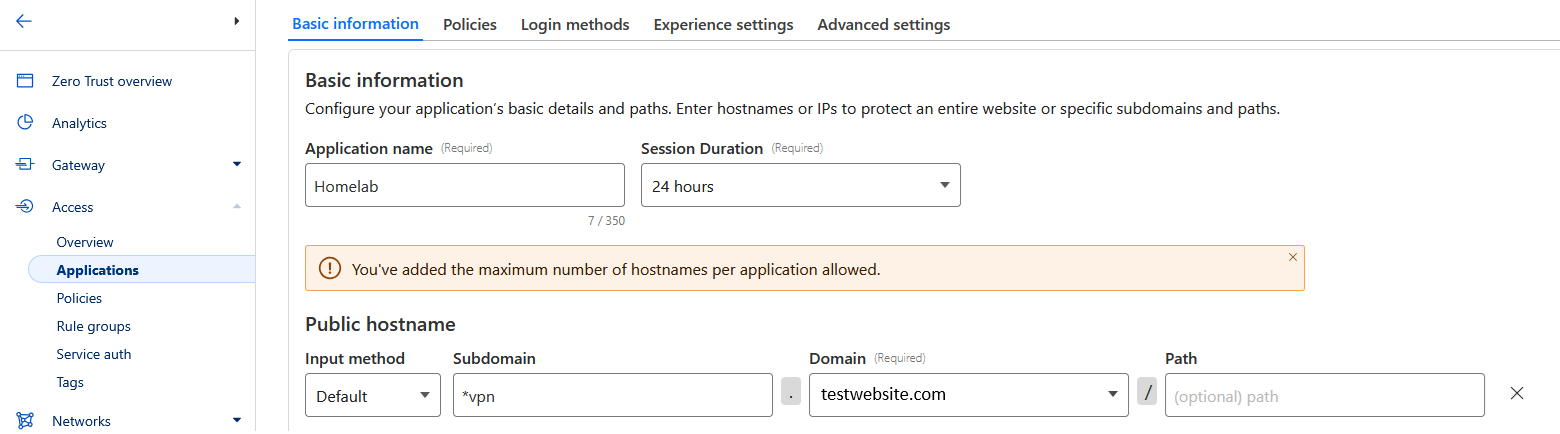 Basic information Policies Login methods Experience settings Advanced settings
Zero Trust overview
Analytics
Gateway
Access
Overview
Applications
Policies
Rule groups
Service auth
Tags
Networks
Basic information
Configure your application's basic details and paths. Enter hostnames or IPs to protect an entire website or specific subdomains and paths.
Application name (Required) Session Duration (Required)
Homelab 24 hours
7 / 350
You've added the maximum number of hostnames per application allowed.
Public hostname
Input method Subdomain Domain (Required) Path
Default *vpn . testwebsite.com / (optional) path